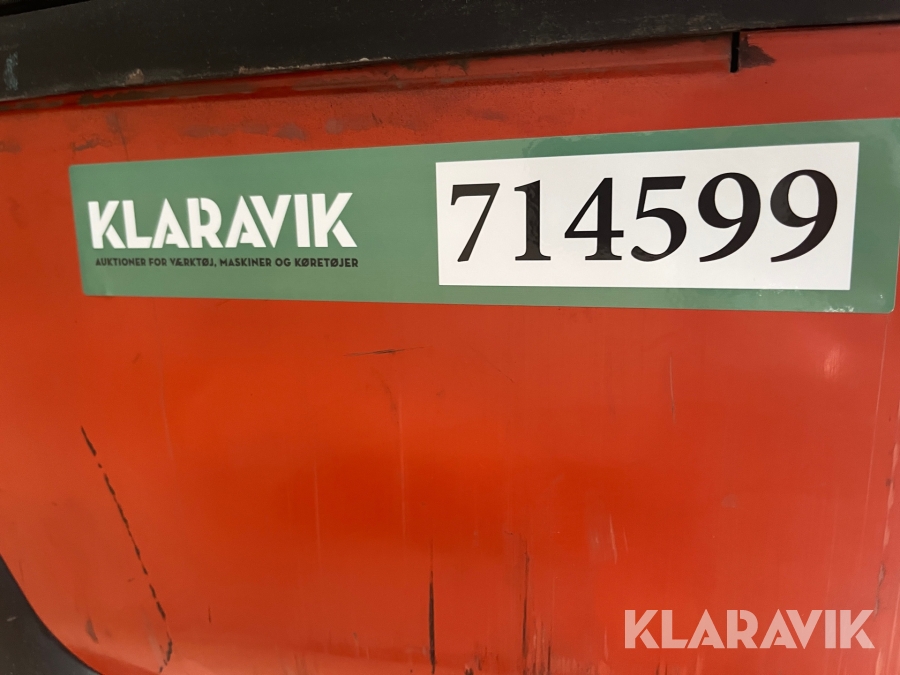 KLARAVIK
AUKTIONER FOR VÆRKTØJ, MASKINER OG KØRETØJER
714599
KLARAVIK